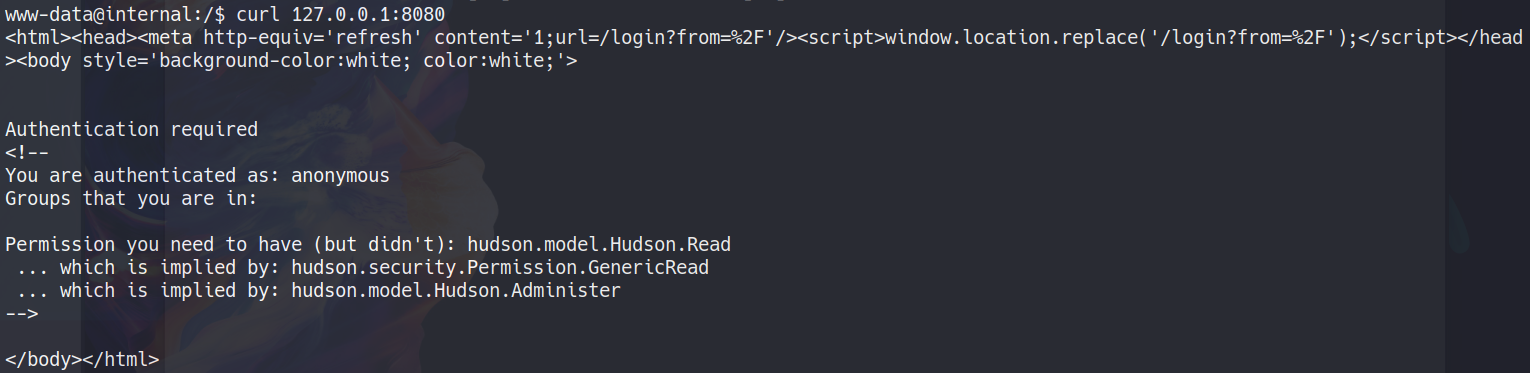 www-data@internal:/$ curl 127.0.0.1:8080
<html><head><meta http-equiv='refresh' content='1;url=/login?from=%2F'/><script>window.location.replace('/login?from=%2F');</script></head
><body style='background-color:white; color:white;'>
Authentication required
<!--
You are authenticated as: anonymous
Groups that you are in:
Permission you need to have (but didn't): hudson.model.Hudson.Read
 ... which is implied by: hudson.security.Permission.GenericRead
 ... which is implied by: hudson.model.Hudson.Administer
-->
</body></html>